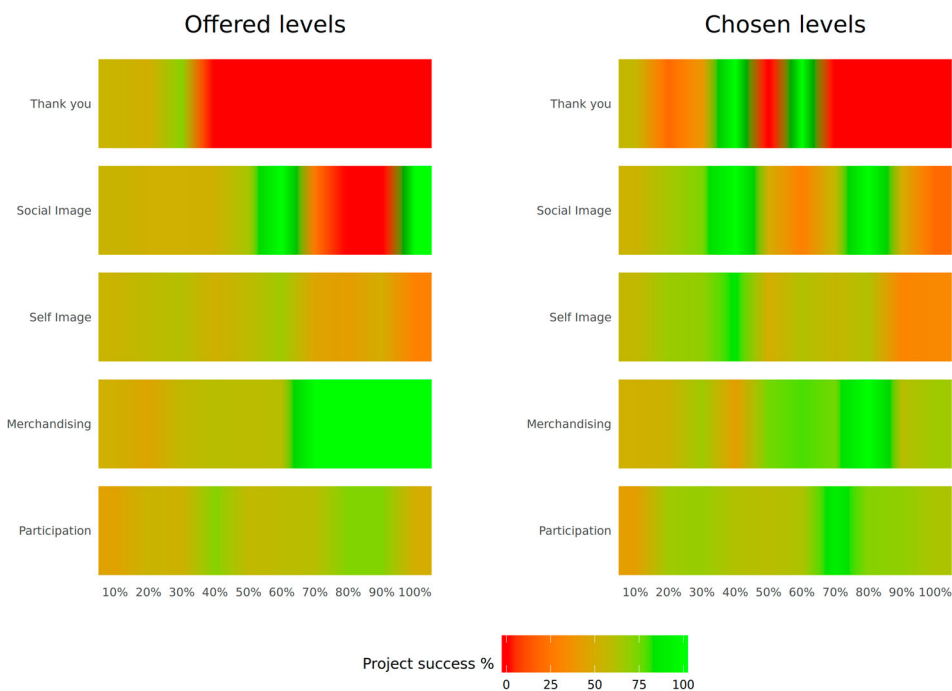 Offered levels
Chosen levels
Thank you
Thank you
Social Image
Social Image
Self Image
Self Image
Merchandising
Merchandising
Participation
Participation
10% 20% 30% 40% 50% 60% 70% 80% 90% 100%
10% 20% 30% 40% 50% 60% 70% 80% 90% 100%
Project success %
0 25 50 75 100